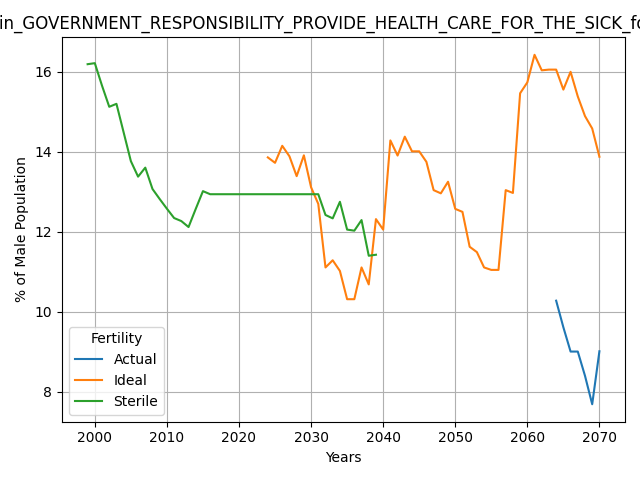 in_GOVERNMENT_RESPONSIBILITY_PROVIDE_HEALTH_CARE_FOR_THE_SICK_fo
16
14
12
10
8
% of Male Population
Fertility
Actual
Ideal
Sterile
2000 2010 2020 2030 2040 2050 2060 2070
Years